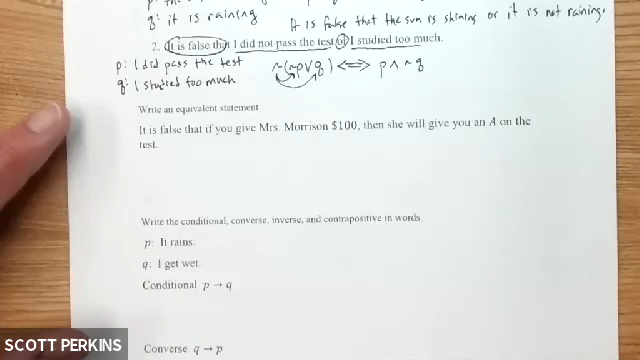 q: it is raining
It is false that the sun is shining or it is not raining.
2. It is false that I did not pass the test or I studied too much.
p: I did pass the test
q: I studied too much
~(~p∨q) ⟺ p∧~q
Write an equivalent statement.
It is false that if you give Mrs. Morrison $100, then she will give you an A on the
test.
Write the conditional, converse, inverse, and contrapositive in words.
p: It rains.
q: I get wet.
Conditional p → q
Converse q → p
SCOTT PERKINS